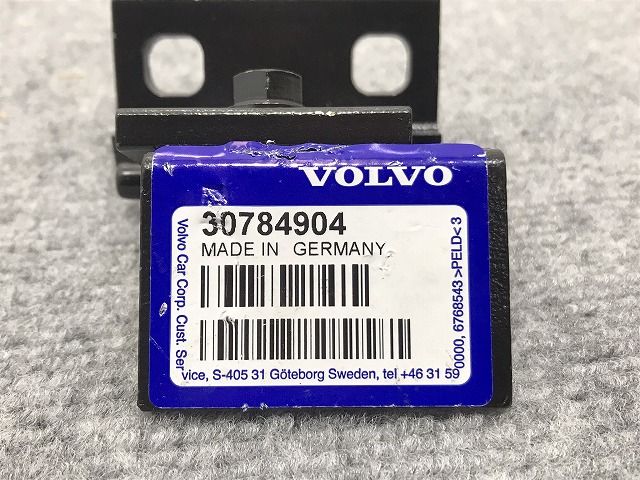 VOLVO
30784904
MADE IN GERMANY
Volvo Car Corp. Cust. Ser
vice, S-405 31 Göteborg Sweden, tel +46 31 59
0000, 6768543 >PELD<3